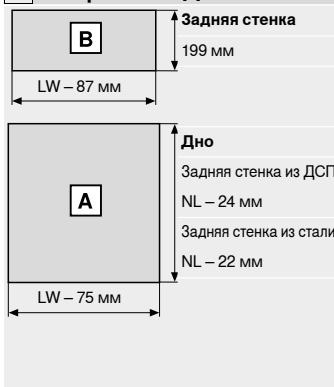 Задняя стенка
B
199 мм
LW – 87 мм
Дно
Задняя стенка из ДСП
A
NL – 24 мм
Задняя стенка из стали
NL – 22 мм
LW – 75 мм